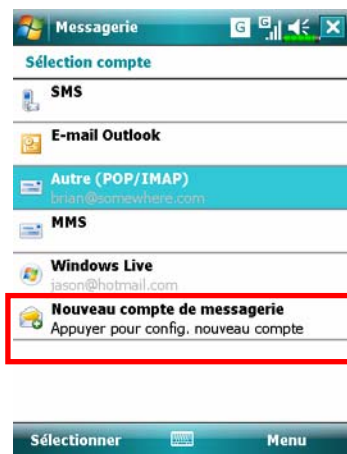 Messagerie G G
Sélection compte
SMS
E-mail Outlook
Autre (POP/IMAP)
brian@somewhere.com
MMS
Windows Live
jason@hotmail.com
Nouveau compte de messagerie
Appuyer pour config. nouveau compte
Sélectionner Menu